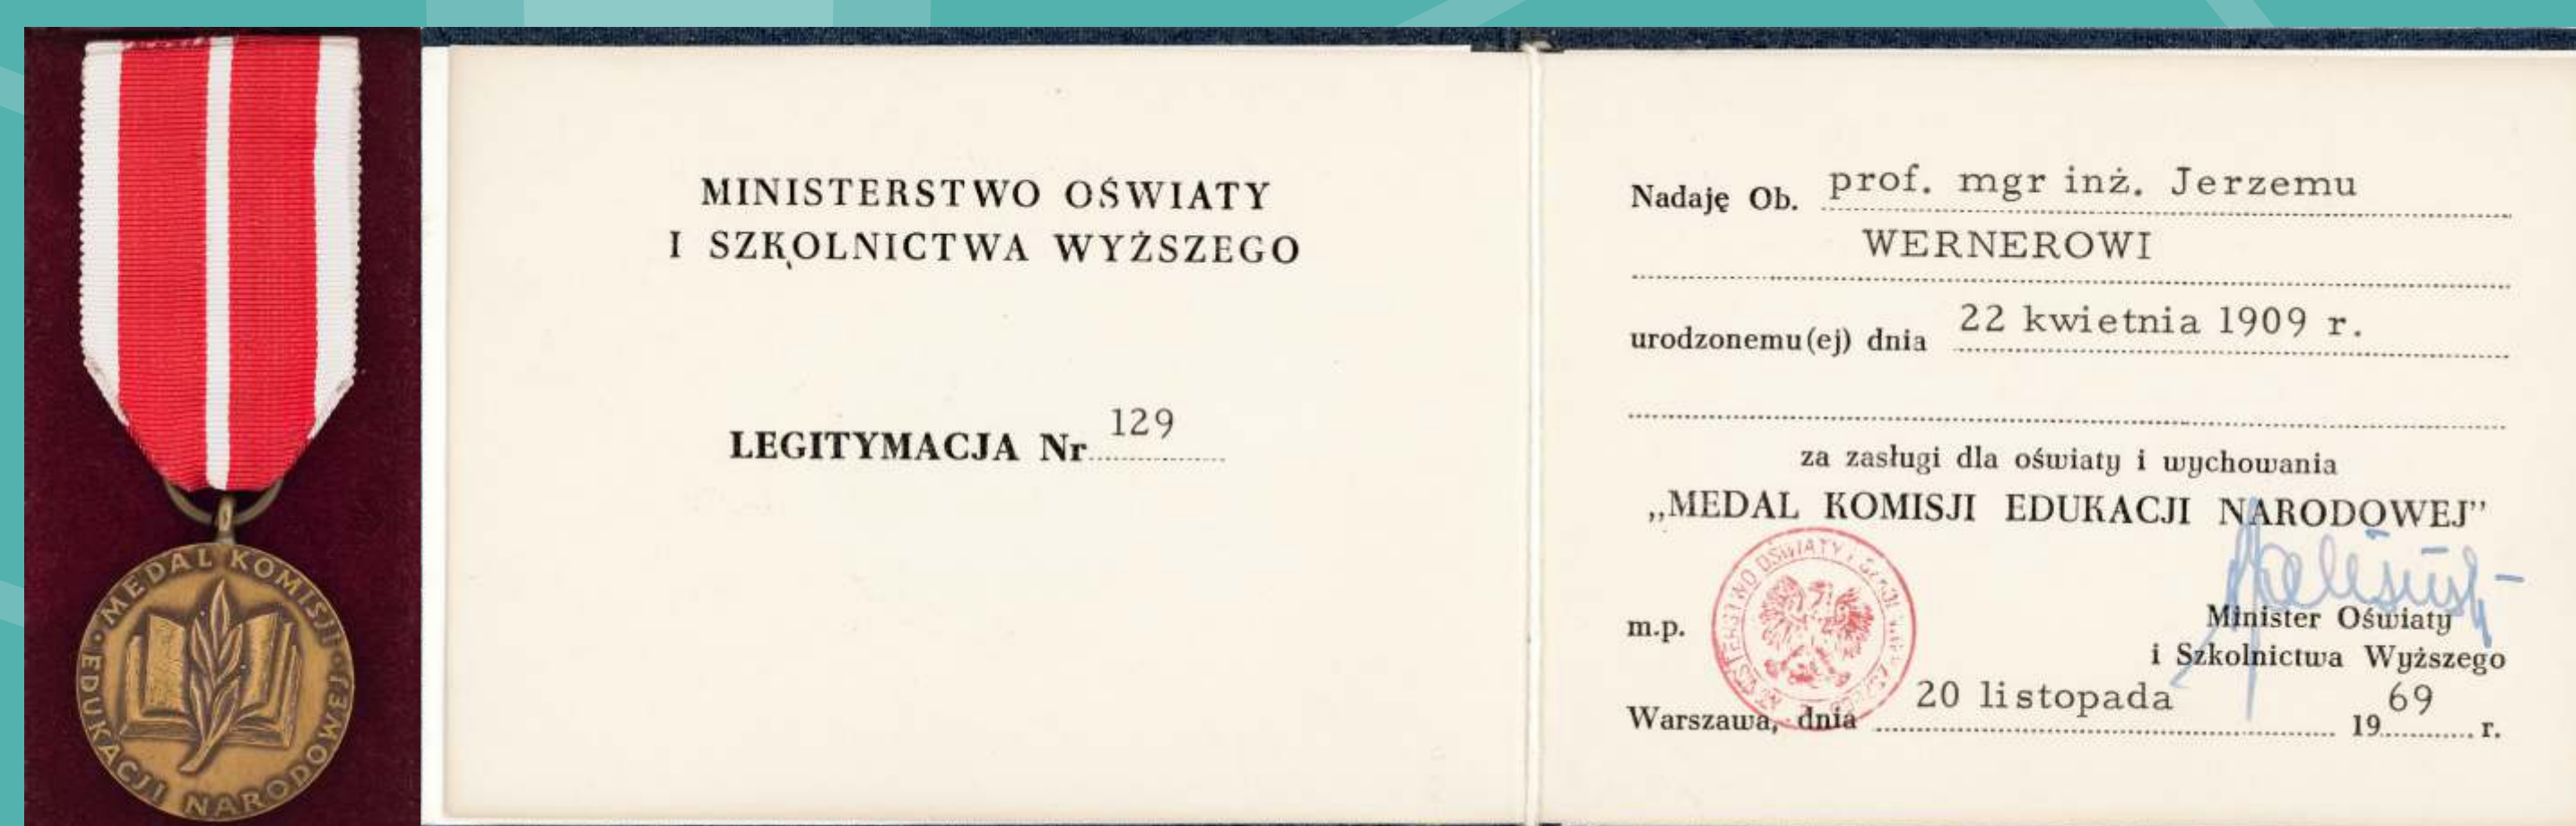 MEDAL KOMISJI EDUKACJI NARODOWEJ
MINISTERSTWO OŚWIATY
I SZKOLNICTWA WYŻSZEGO
LEGITYMACJA Nr 129
Nadaję Ob. prof. mgr inż. Jerzemu
WERNEROWI
urodzonemu(ej) dnia 22 kwietnia 1909 r.
za zasługi dla oświaty i wychowania
„MEDAL KOMISJI EDUKACJI NARODOWEJ”
MINISTERSTWO OŚWIATY I
m.p.
Minister Oświaty
i Szkolnictwa Wyższego
Warszawa, dnia 20 listopada 1969 r.